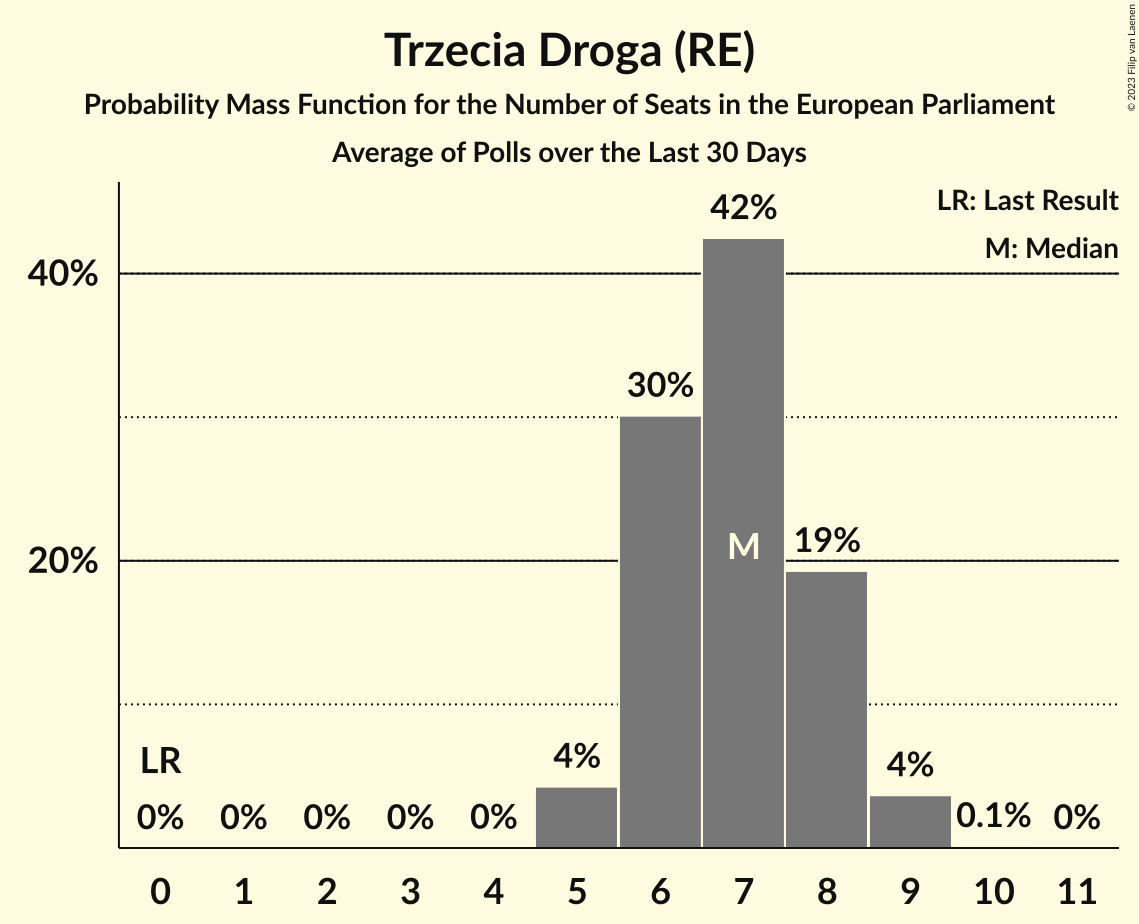 Trzecia Droga (RE)
Probability Mass Function for the Number of Seats in the European Parliament
Average of Polls over the Last 30 Days
© 2023 Filip van Laenen
LR: Last Result
M: Median
42%
40%
30%
20%
M
19%
LR
4%
4%
0% 0% 0% 0% 0% 0.1% 0%
0 1 2 3 4 5 6 7 8 9 10 11